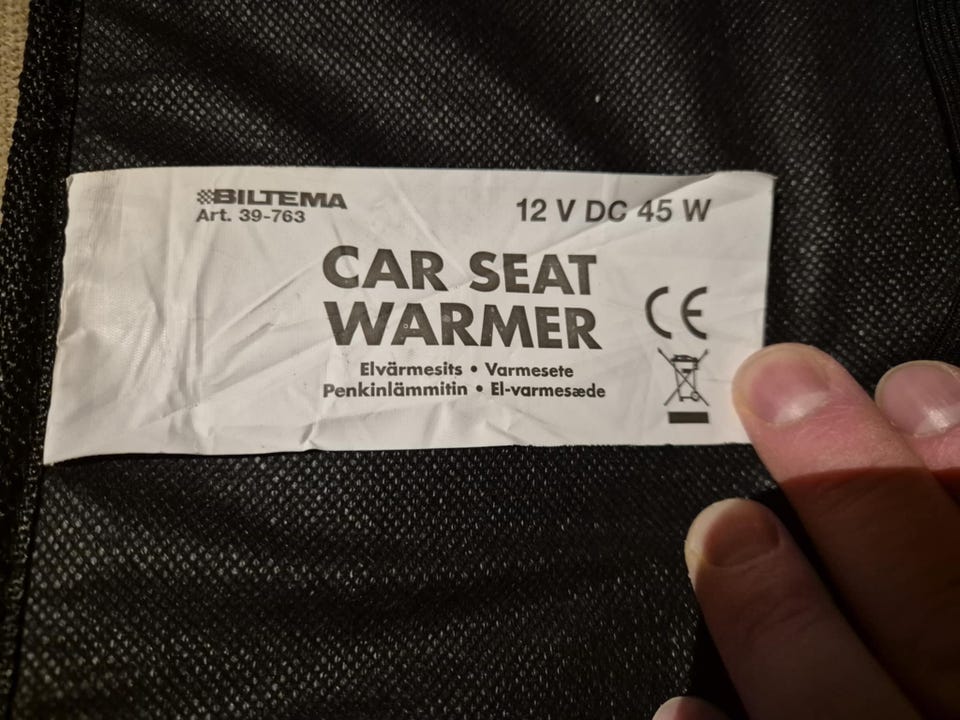 BILTEMA
Art. 39-763
12 V DC 45 W
CAR SEAT
WARMER
Elvärmesits • Varmesete
Penkinlämmitin • El-varmesæde
CE